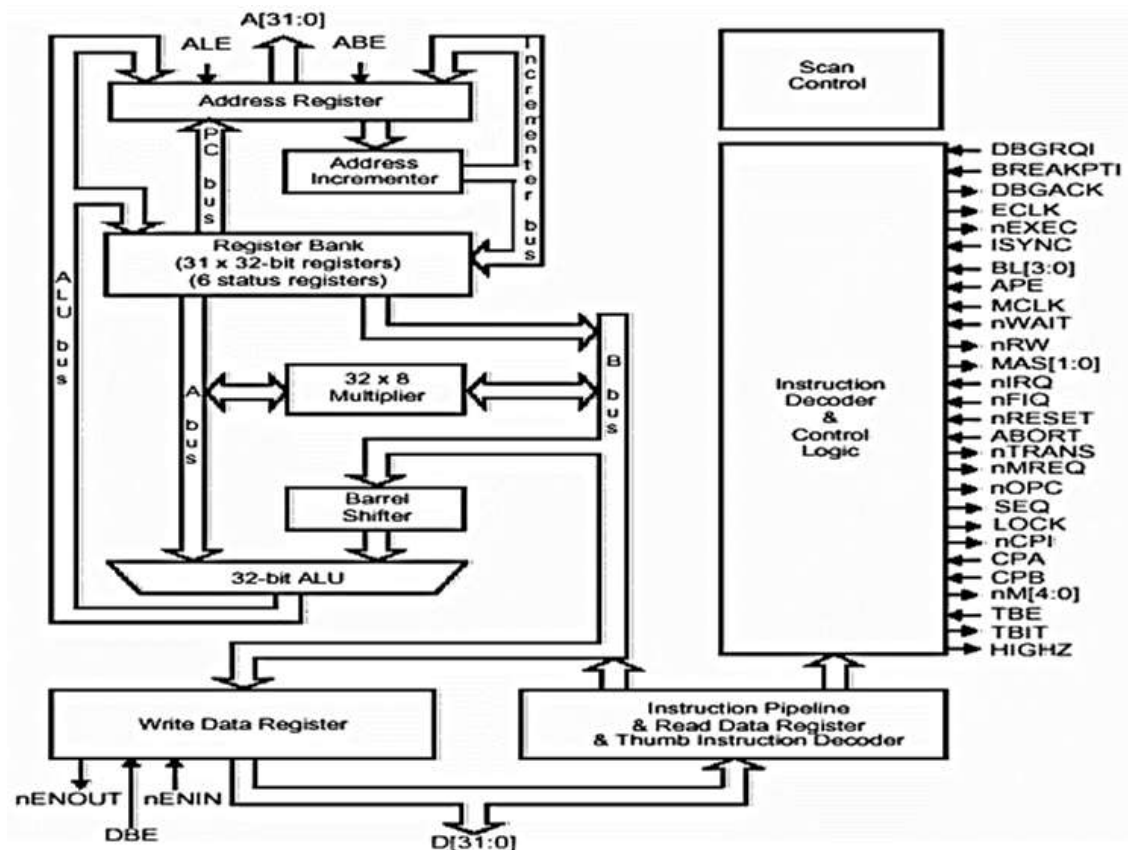 A[31:0]
ALE
ABE
Address Register
Incrementer bus
PC bus
Address
Incrementer
Register Bank
(31 x 32-bit registers)
(6 status registers)
ALU bus
A bus
32 x 8
Multiplier
B bus
Barrel
Shifter
32-bit ALU
Write Data Register
Instruction Pipeline
& Read Data Register
& Thumb Instruction Decoder
nENOUT
nENIN
DBE
D[31:0]
Scan
Control
Instruction
Decoder
&
Control
Logic
DBGRQI
BREAKPTI
DBGACK
ECLK
nEXEC
ISYNC
BL[3:0]
APE
MCLK
nWAIT
nRW
MAS[1:0]
nIRQ
nFIQ
nRESET
ABORT
nTRANS
nMREQ
nOPC
SEQ
LOCK
nCPI
CPA
CPB
nM[4:0]
TBE
TBIT
HIGHZ